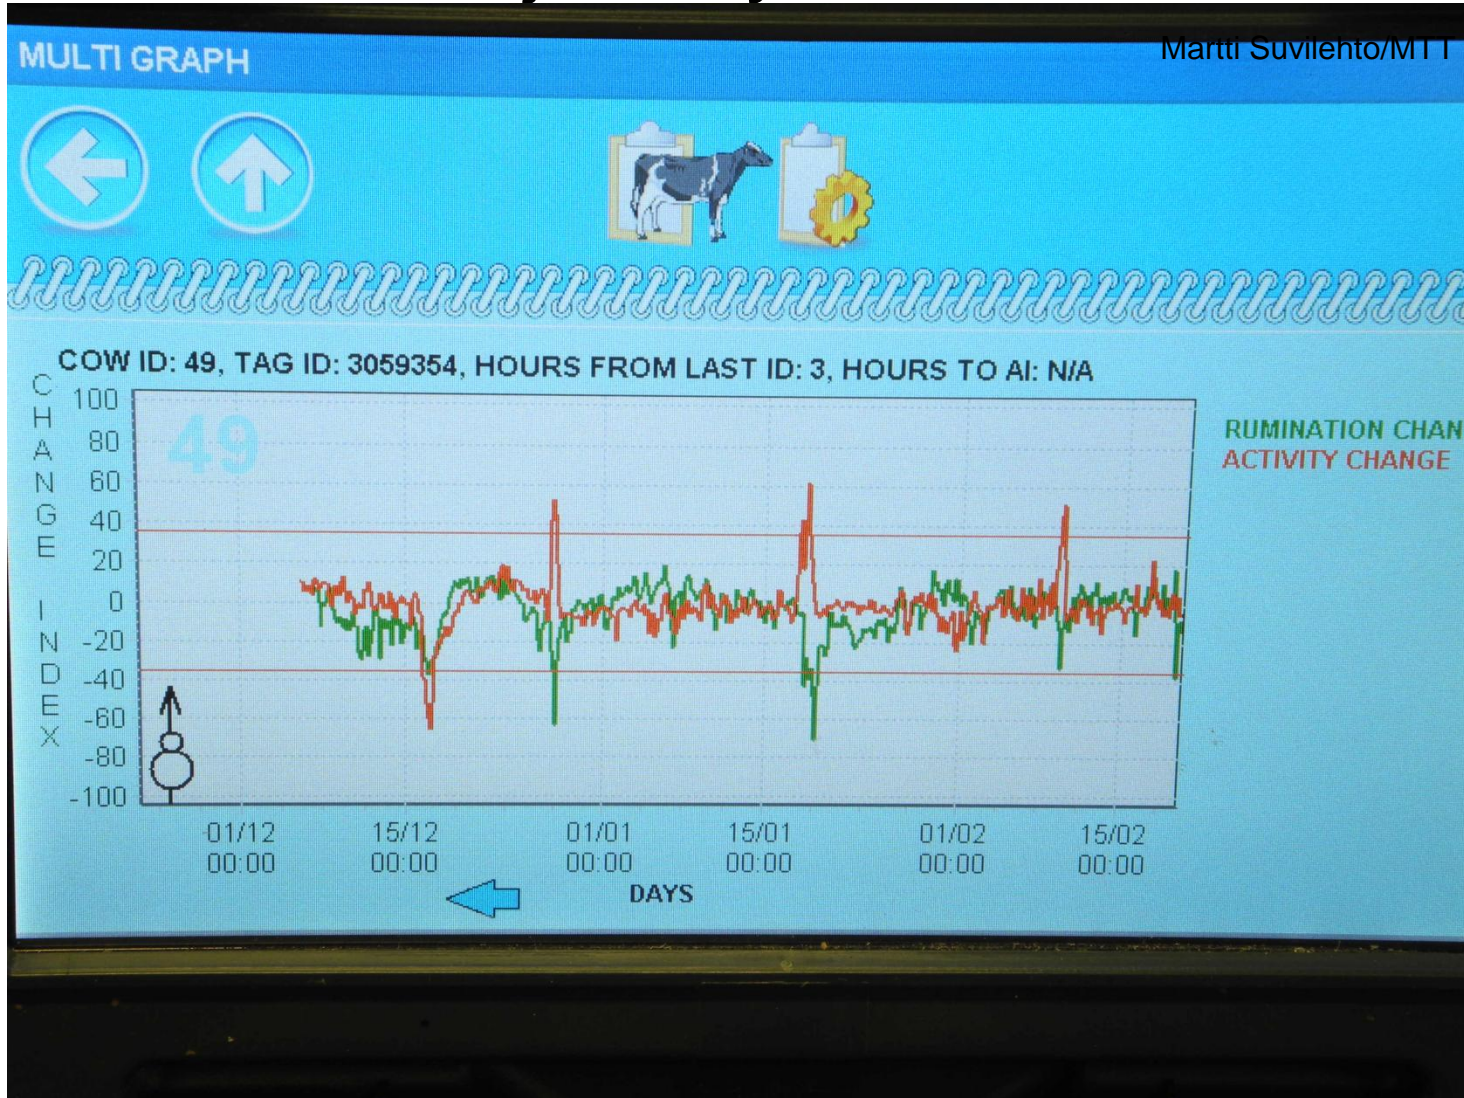 Martti Suvilehto/MTT
MULTI GRAPH
COW ID: 49, TAG ID: 3059354, HOURS FROM LAST ID: 3, HOURS TO AI: N/A
CHANGE INDEX
100
80
60
40
20
0
-20
-40
-60
-80
-100
49
RUMINATION CHAN
ACTIVITY CHANGE
01/12 15/12 01/01 15/01 01/02 15/02
00:00 00:00 00:00 00:00 00:00 00:00
DAYS